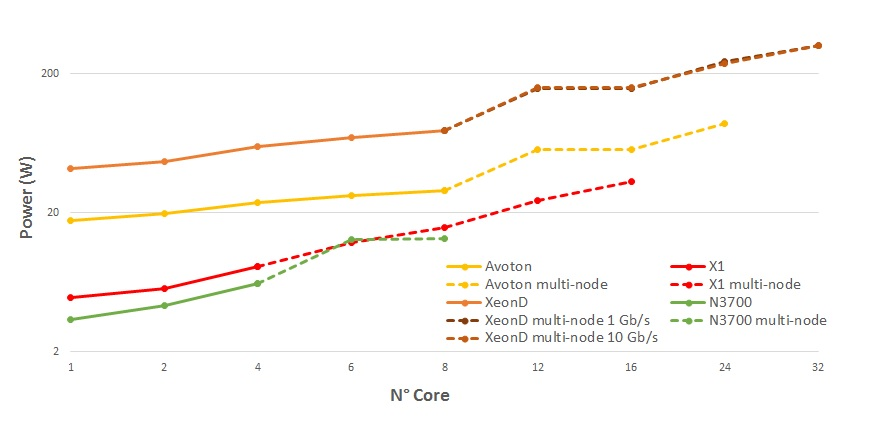 200
20
2
Power (W)
Avoton
X1
Avoton multi-node
X1 multi-node
XeonD
N3700
XeonD multi-node 1 Gb/s
N3700 multi-node
XeonD multi-node 10 Gb/s
1 2 4 6 8 12 16 24 32
N° Core